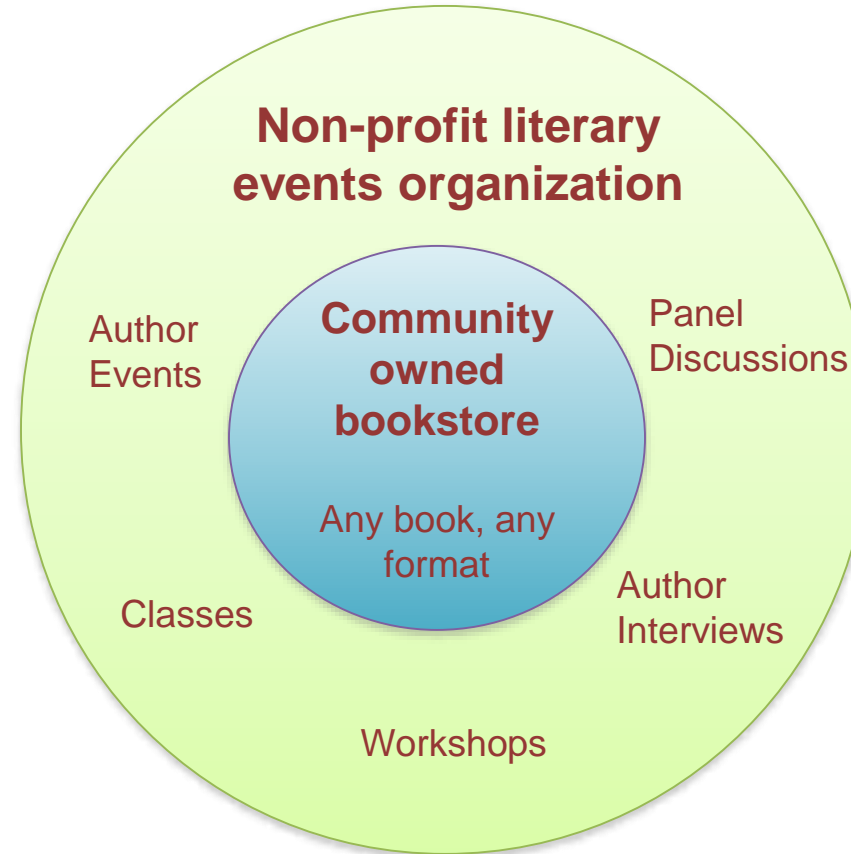 Non-profit literary
events organization
Community
owned
bookstore
Any book, any
format
Author
Events
Panel
Discussions
Classes
Author
Interviews
Workshops